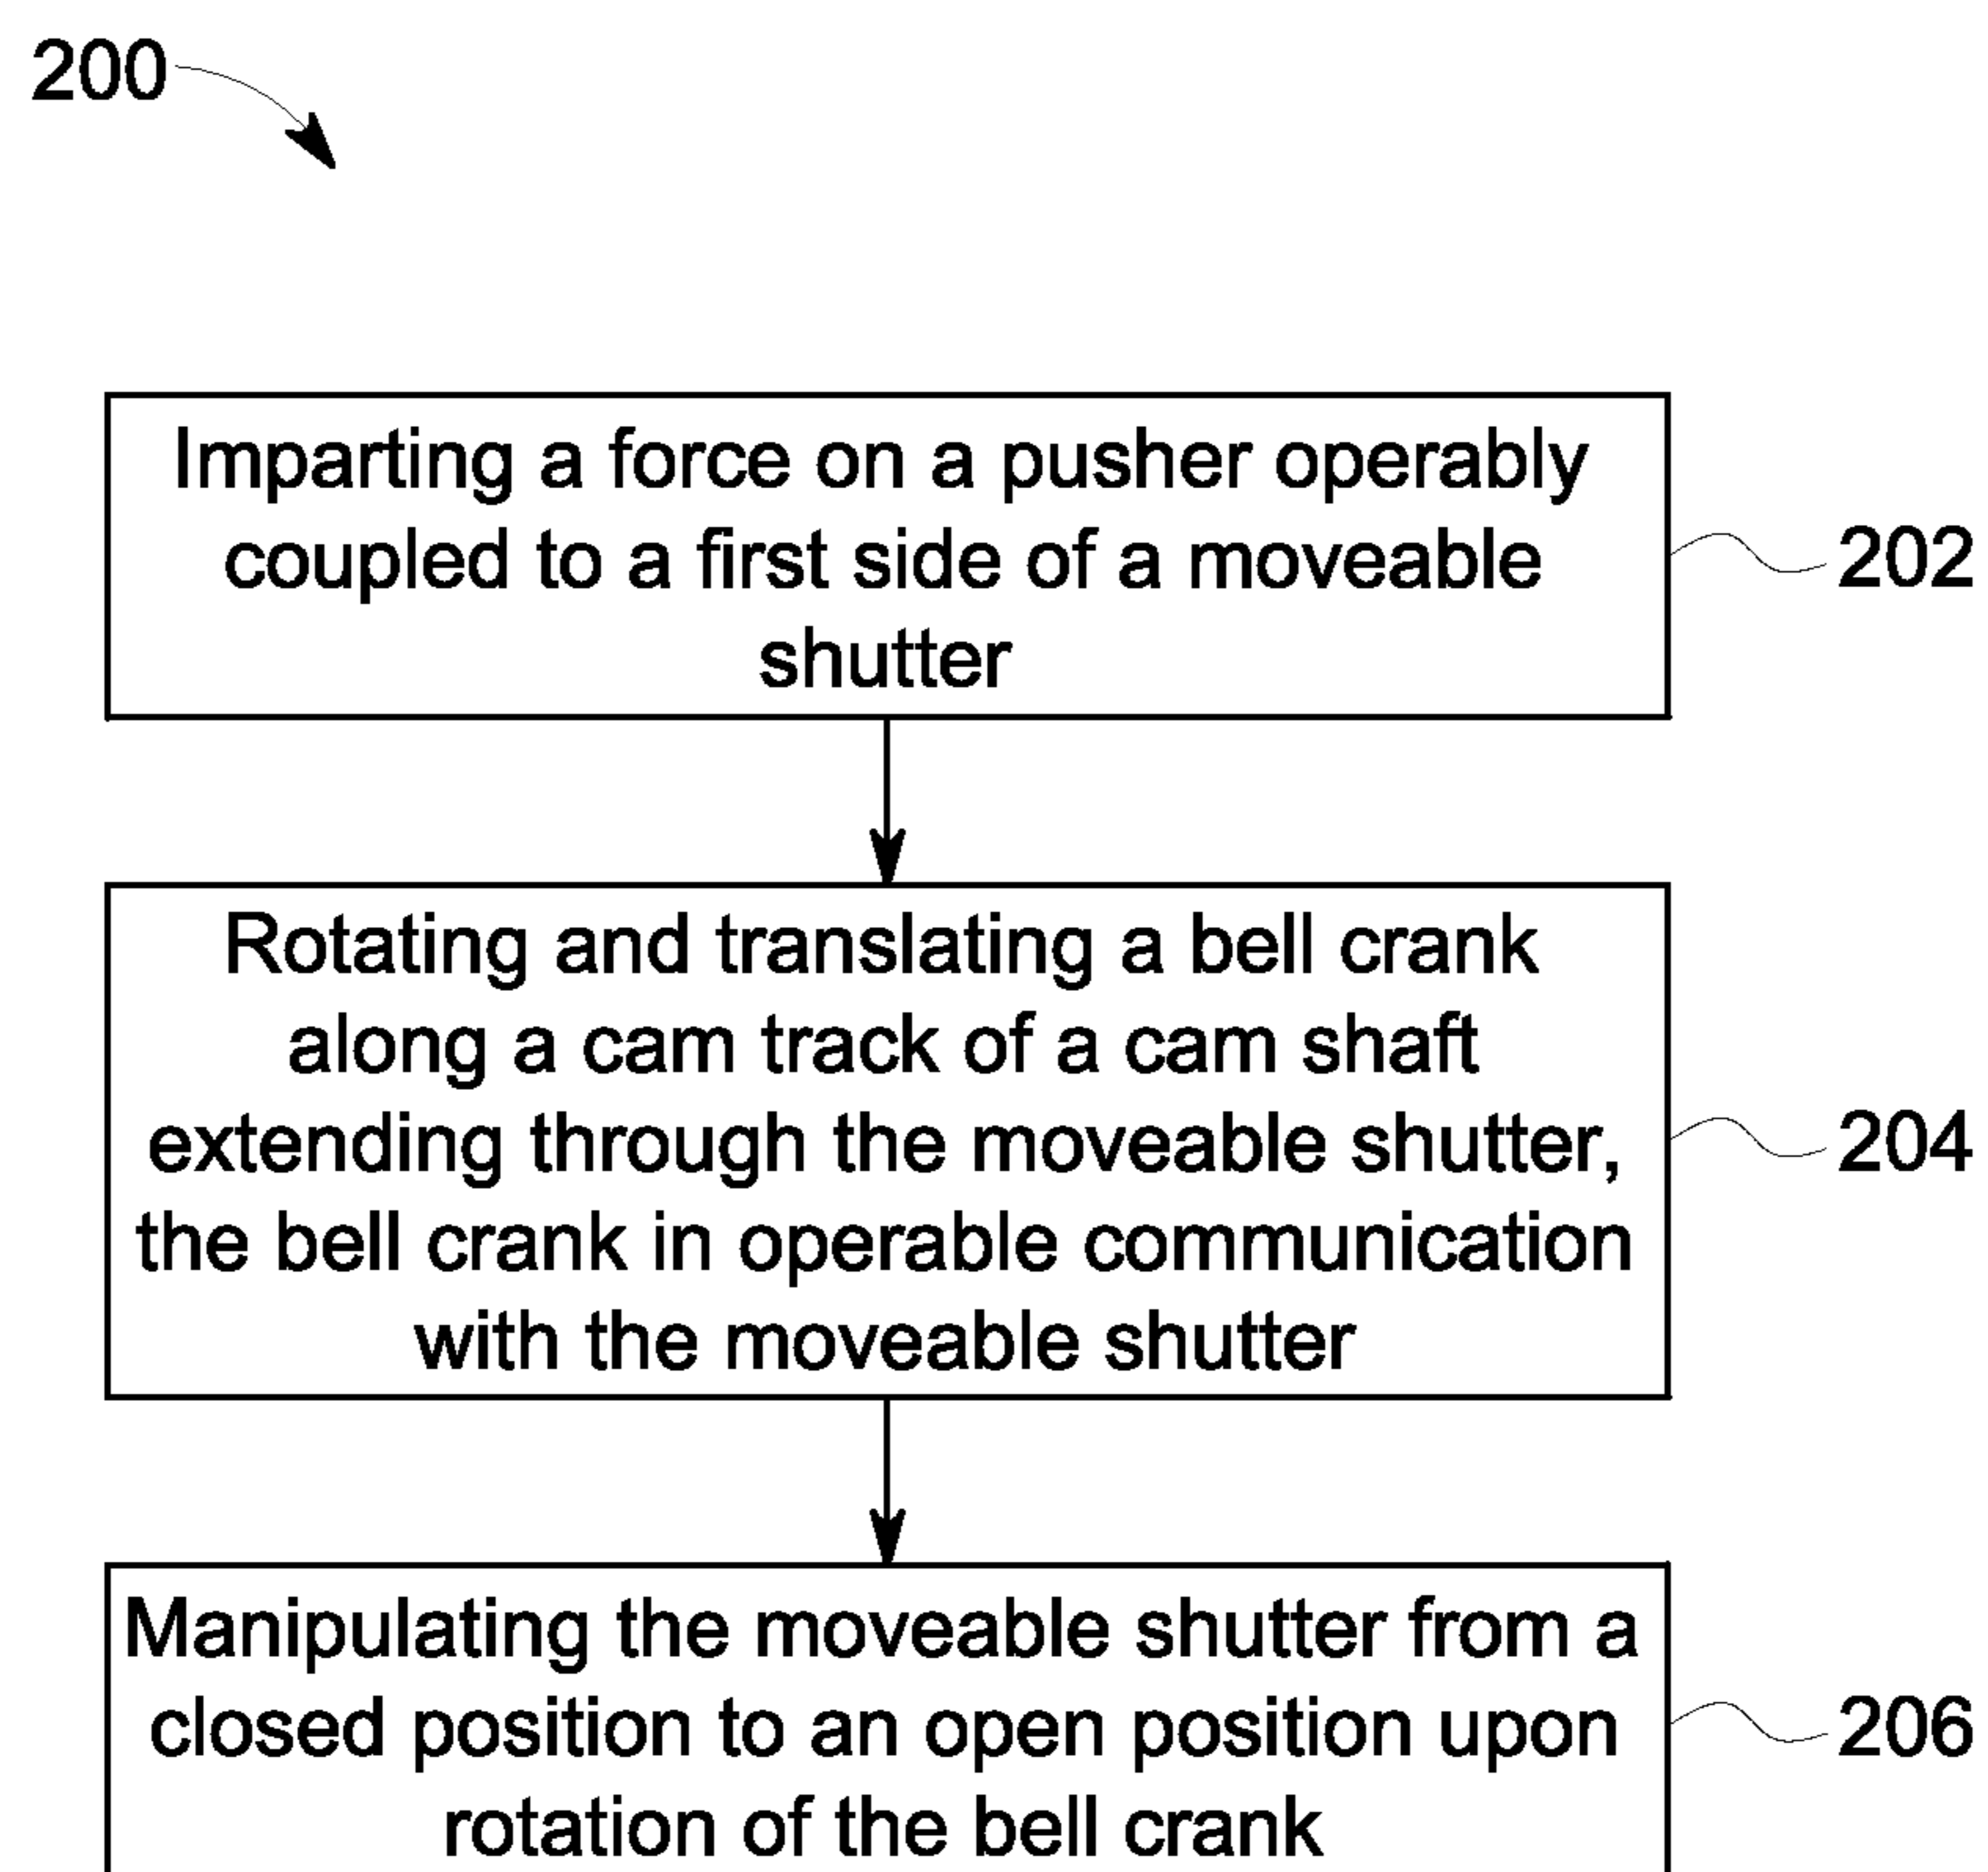 200
Imparting a force on a pusher operably
coupled to a first side of a moveable
shutter
202
Rotating and translating a bell crank
along a cam track of a cam shaft
extending through the moveable shutter,
the bell crank in operable communication
with the moveable shutter
204
Manipulating the moveable shutter from a
closed position to an open position upon
rotation of the bell crank
206